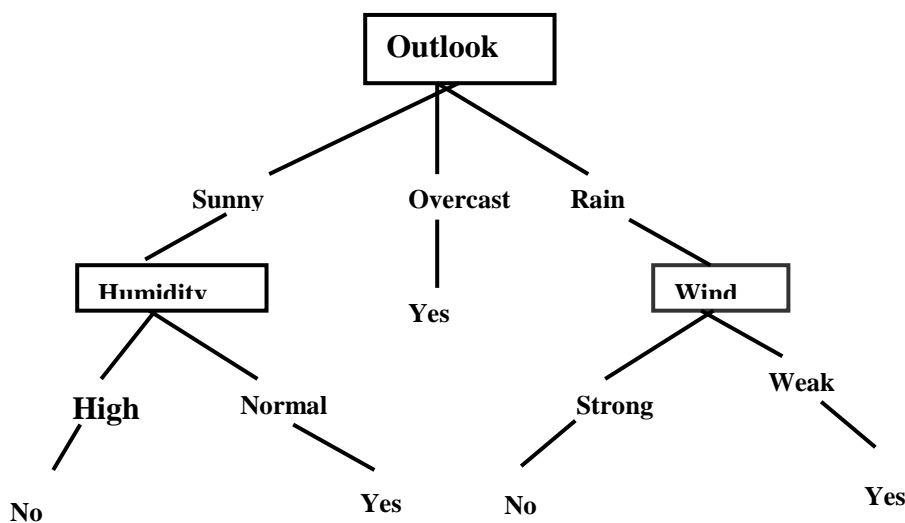 Outlook
Sunny Overcast Rain
Humidity Wind
Yes
High Normal Strong Weak
No Yes No Yes